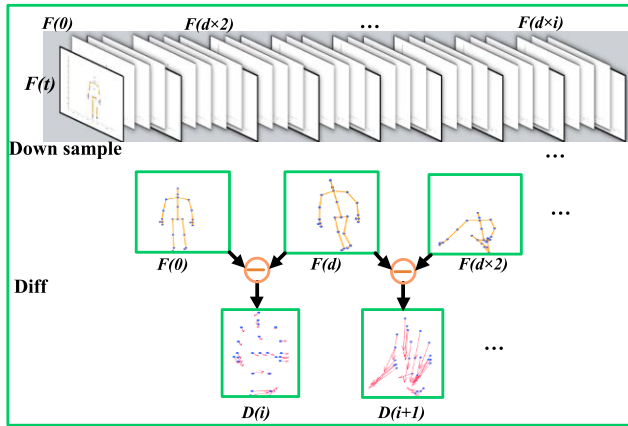 F(0) F(d×2) ... F(d×i)
F(t)
Down sample
...
...
F(0) F(d) F(d×2)
Diff
...
D(i) D(i+1)